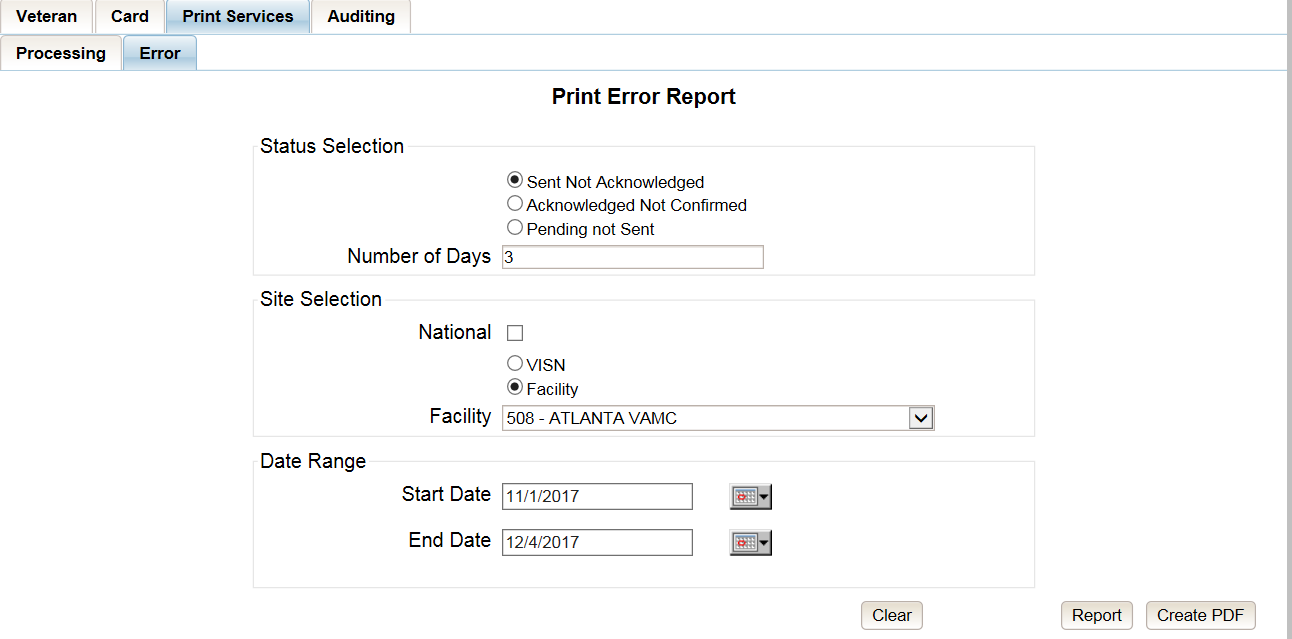 Veteran Card Print Services Auditing
Processing Error
Print Error Report
Status Selection
Sent Not Acknowledged
Acknowledged Not Confirmed
Pending not Sent
Number of Days 3
Site Selection
National
VISN
Facility
Facility 508 - ATLANTA VAMC
Date Range
Start Date 11/1/2017
End Date 12/4/2017
Clear Report Create PDF